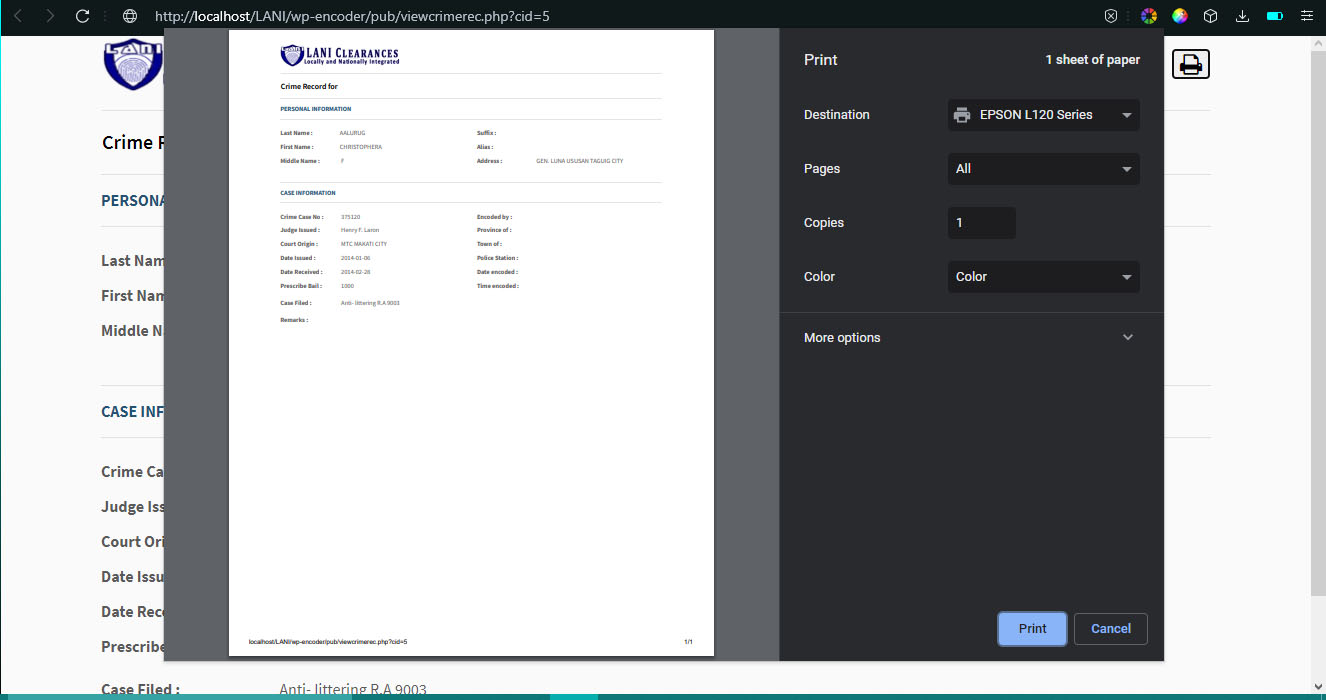 http://localhost/LANI/wp-encoder/pub/viewcrimerec.php?cid=5
LANI
Crime R
PERSONA
Last Nam
First Nam
Middle N
CASE INF
Crime Ca
Judge Iss
Court Ori
Date Issu
Date Rece
Prescribe
Case Filed : Anti- littering R.A 9003
LANI CLEARANCES
Locally and Nationally Integrated
Crime Record for
PERSONAL INFORMATION
Last Name : AALURUG Suffix :
First Name : CHRISTOPHERA Alias :
Middle Name : F Address : GEN. LUNA USUSAN TAGUIG CITY
CASE INFORMATION
Crime Case No : 375120 Encoded by :
Judge Issued : Henry F. Laron Province of :
Court Origin : MTC MAKATI CITY Town of :
Date Issued : 2014-01-06 Police Station :
Date Received : 2014-02-28 Date encoded :
Prescribe Bail : 1000 Time encoded :
Case Filed : Anti- littering R.A 9003
Remarks :
localhost/LANI/wp-encoder/pub/viewcrimerec.php?cid=5 1/1
Print 1 sheet of paper
Destination EPSON L120 Series
Pages All
Copies 1
Color Color
More options
Print Cancel